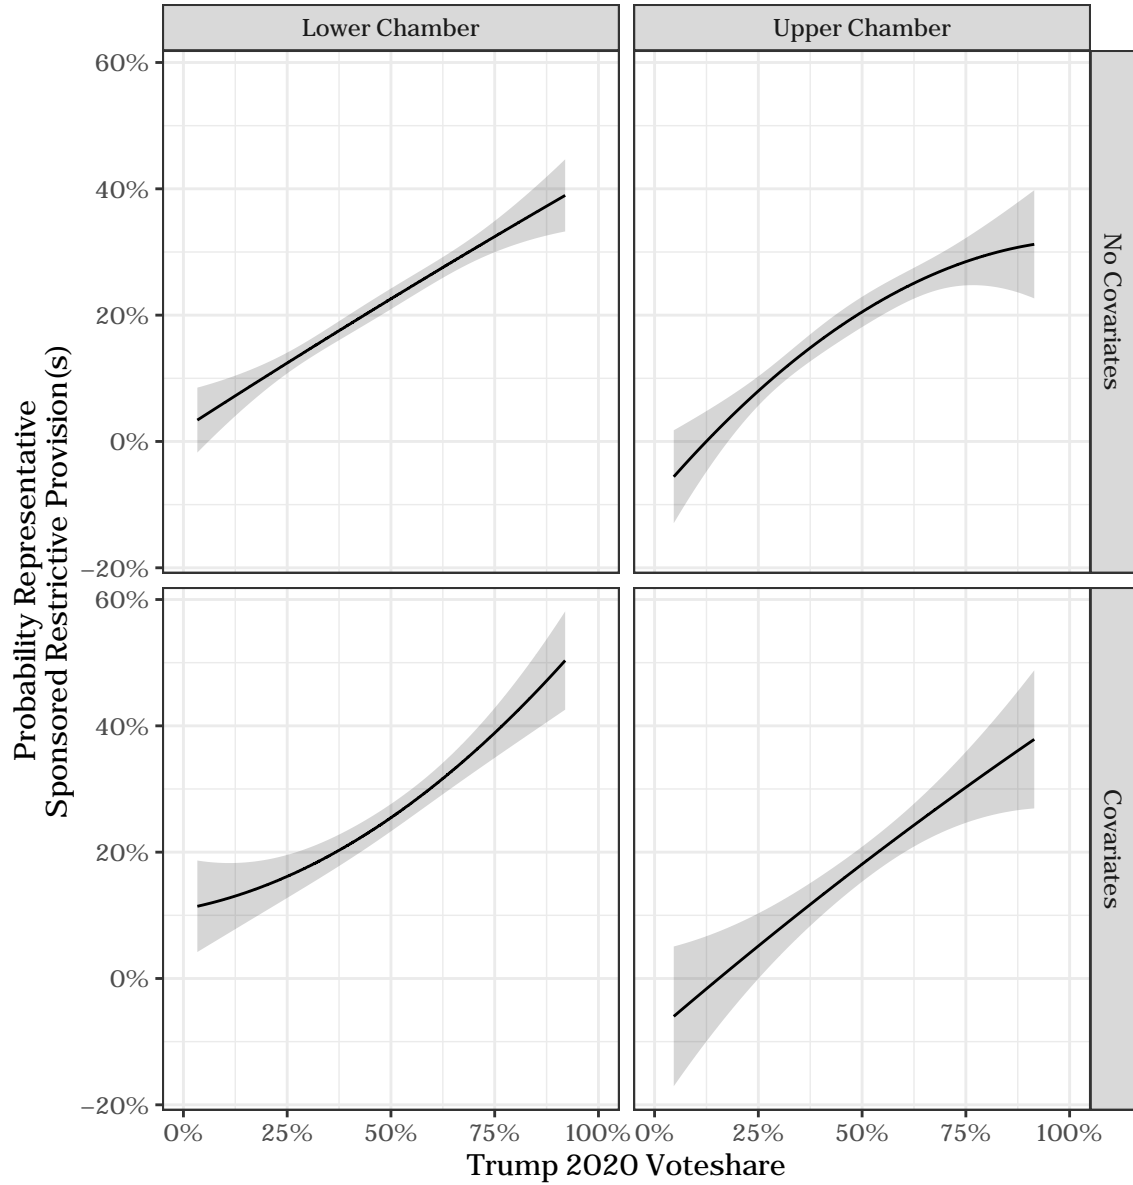 Lower Chamber
Upper Chamber
60%
40%
20%
0%
−20%
No Covariates
60%
40%
20%
0%
−20%
Covariates
Probability Representative
Sponsored Restrictive Provision(s)
0%
25%
50%
75%
100%
0%
25%
50%
75%
100%
Trump 2020 Voteshare